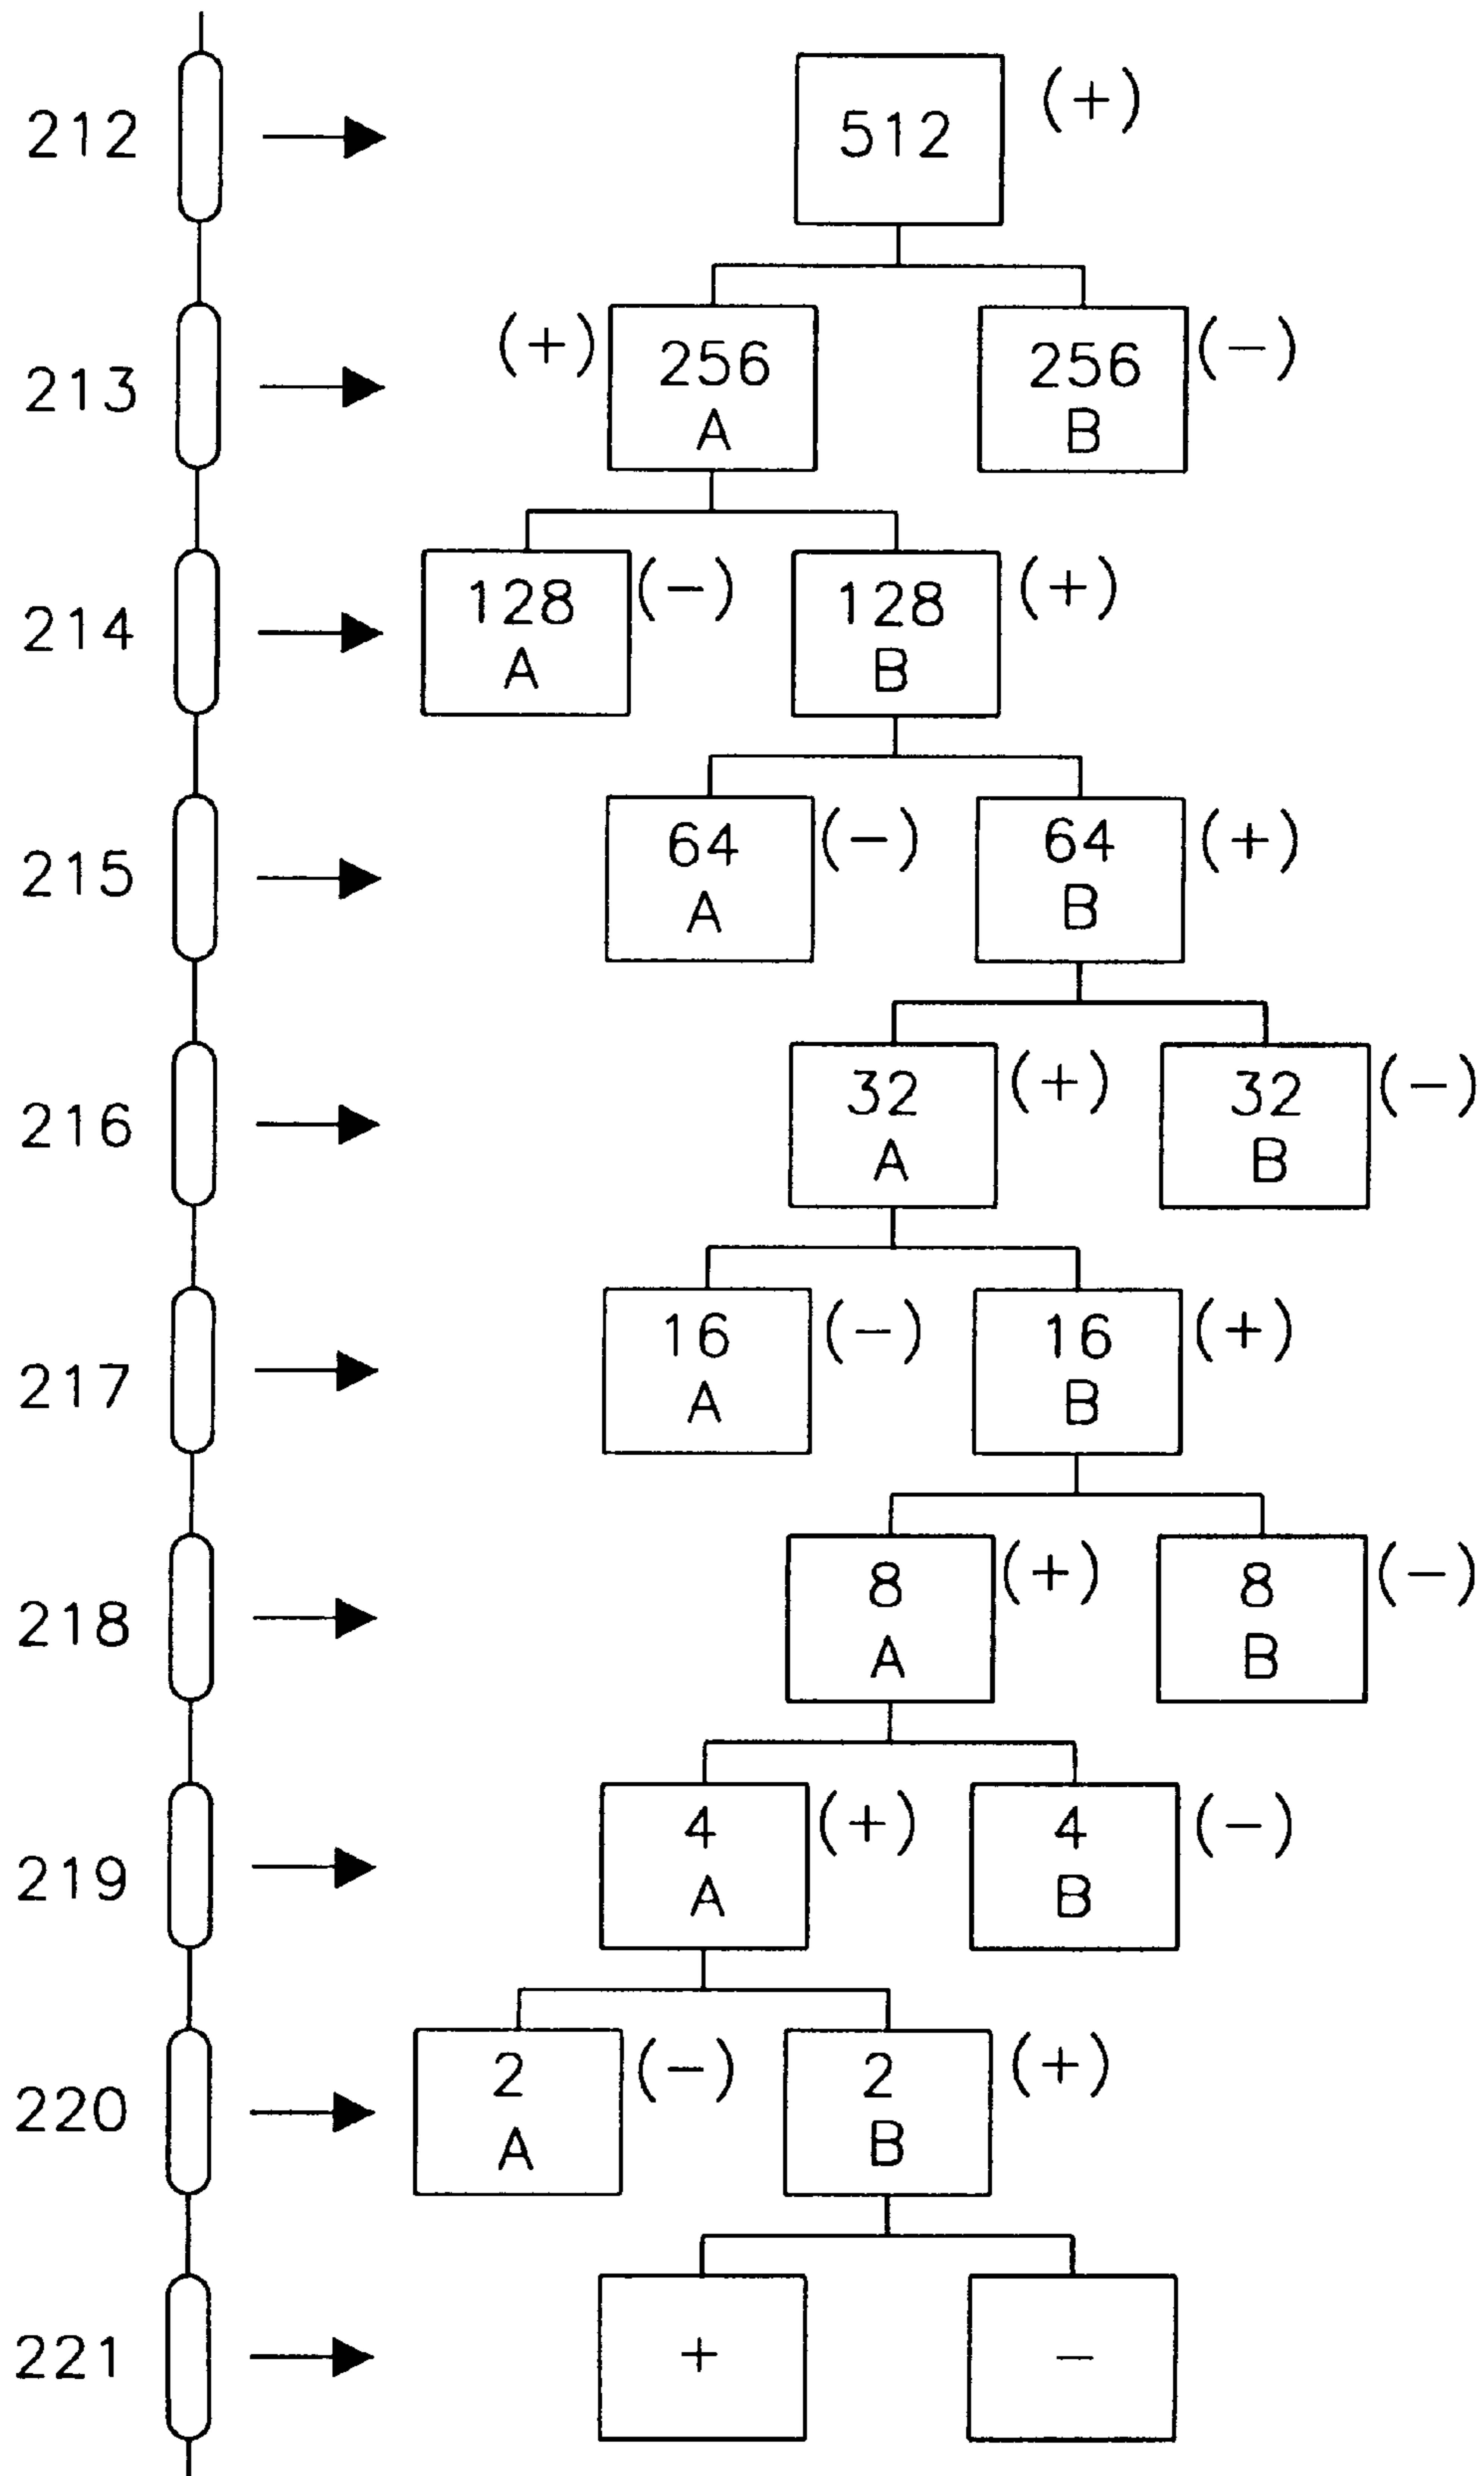 212
512 (+)
213
(+) 256 A
256 B (-)
214
128 A (-)
128 B (+)
215
64 A (-)
64 B (+)
216
32 A (+)
32 B (-)
217
16 A (-)
16 B (+)
218
8 A (+)
8 B (-)
219
4 A (+)
4 B (-)
220
2 A (-)
2 B (+)
221
+
-